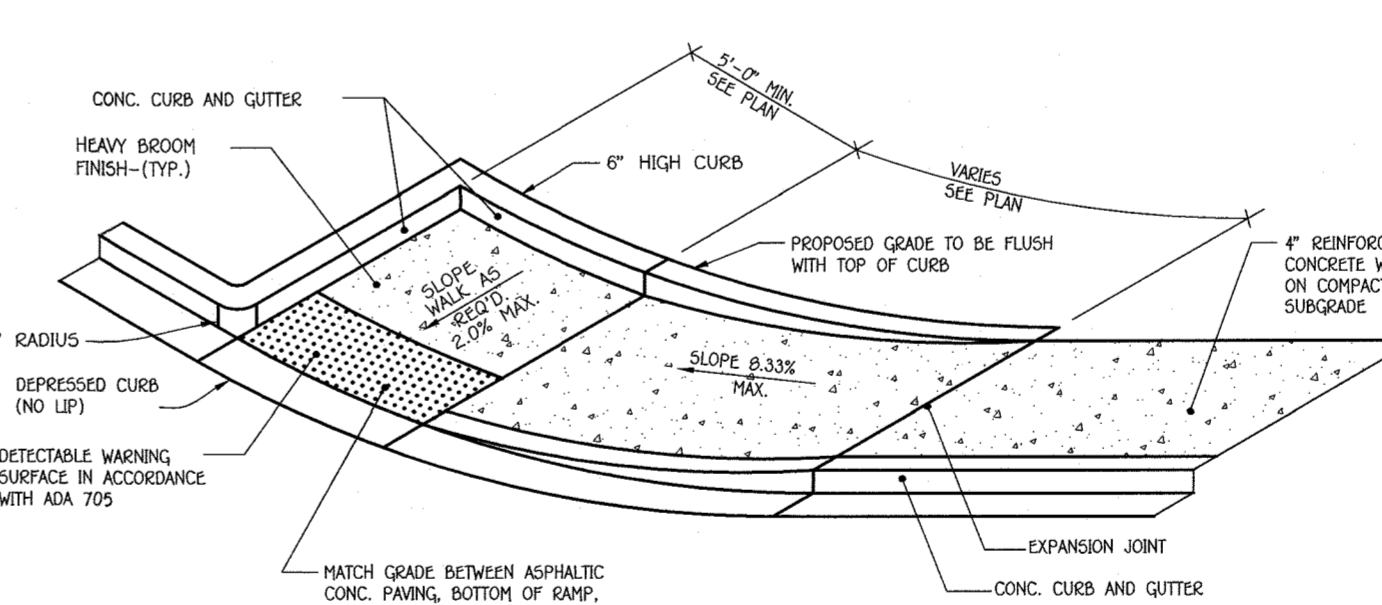 5'-0" MIN.
SEE PLAN
CONC. CURB AND GUTTER
HEAVY BROOM
FINISH-(TYP.)
6" HIGH CURB
VARIES
SEE PLAN
PROPOSED GRADE TO BE FLUSH
WITH TOP OF CURB
4" REINFORC
CONCRETE W
ON COMPACT
SUBGRADE
SLOPE
WALK AS
REQ'D.
2.0% MAX.
" RADIUS
SLOPE 8.33%
MAX.
DEPRESSED CURB
(NO LIP)
DETECTABLE WARNING
SURFACE IN ACCORDANCE
WITH ADA 705
EXPANSION JOINT
MATCH GRADE BETWEEN ASPHALTIC
CONC. PAVING, BOTTOM OF RAMP,
CONC. CURB AND GUTTER